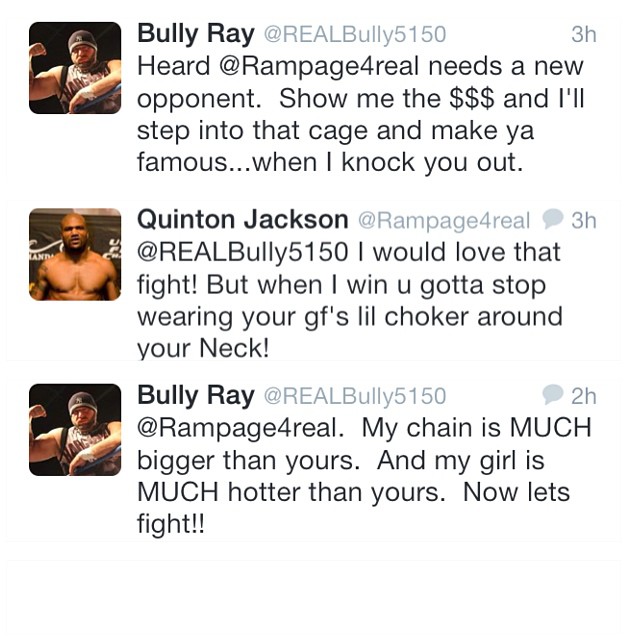 Bully Ray @REALBully5150 3h
Heard @Rampage4real needs a new
opponent.  Show me the $$$ and I'll
step into that cage and make ya
famous...when I knock you out.
Quinton Jackson @Rampage4real 3h
@REALBully5150 I would love that
fight! But when I win u gotta stop
wearing your gf's lil choker around
your Neck!
Bully Ray @REALBully5150 2h
@Rampage4real.  My chain is MUCH
bigger than yours.  And my girl is
MUCH hotter than yours.  Now lets
fight!!